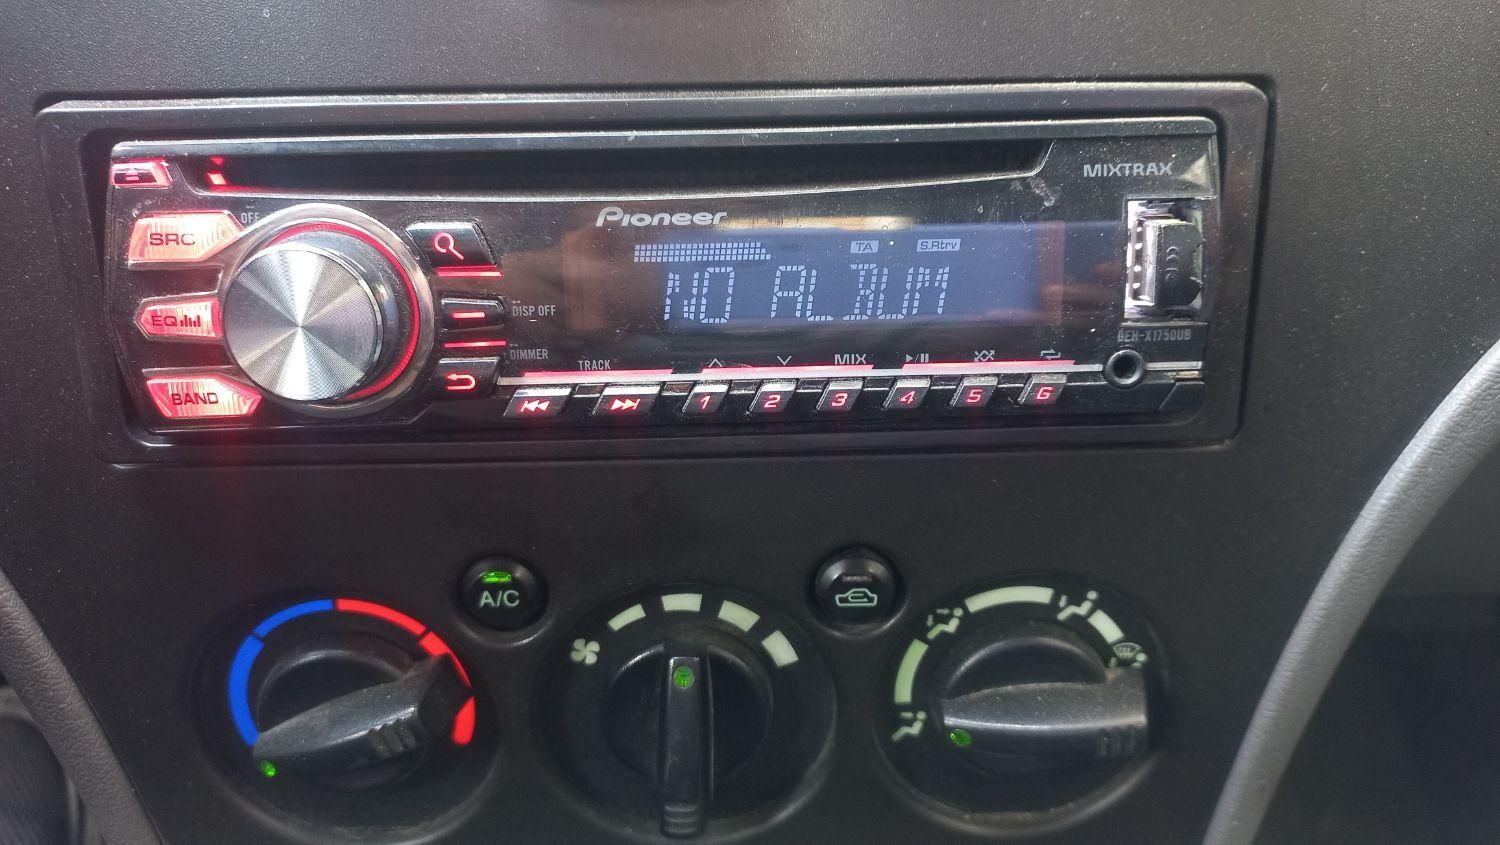 MIXTRAX
OFF
Pioneer
SRC
TA
S.Rtrv
NO ALBUM
EQ
DISP OFF
DEH-X1750UB
DIMMER
TRACK
MIX
BAND
1
2
3
4
5
6
A/C